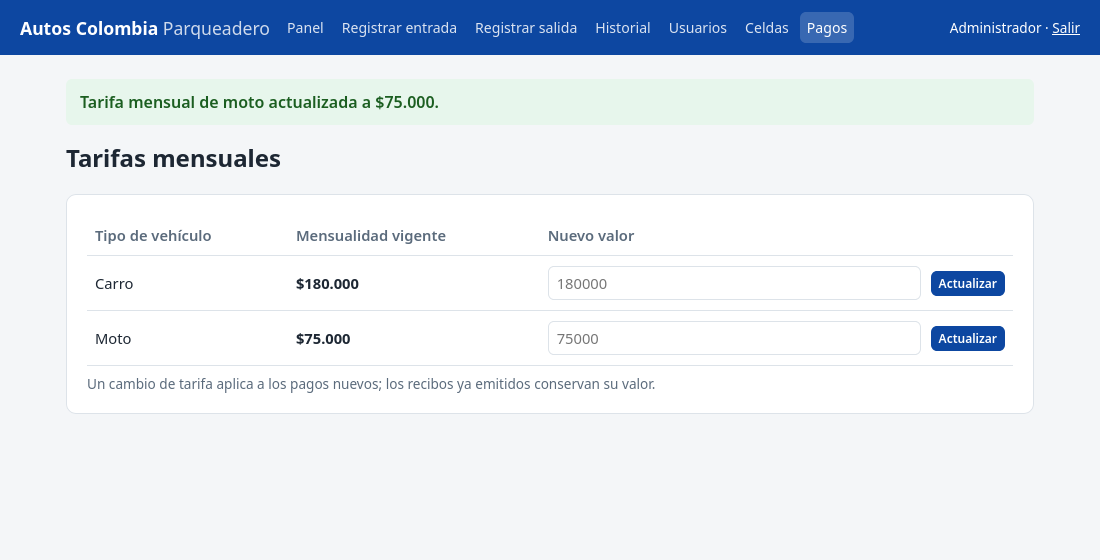 Autos Colombia Parqueadero Panel Registrar entrada Registrar salida Historial Usuarios Celdas Pagos Administrador · Salir
Tarifa mensual de moto actualizada a $75.000.
Tarifas mensuales
Tipo de vehículo Mensualidad vigente Nuevo valor
Carro $180.000 180000 Actualizar
Moto $75.000 75000 Actualizar
Un cambio de tarifa aplica a los pagos nuevos; los recibos ya emitidos conservan su valor.